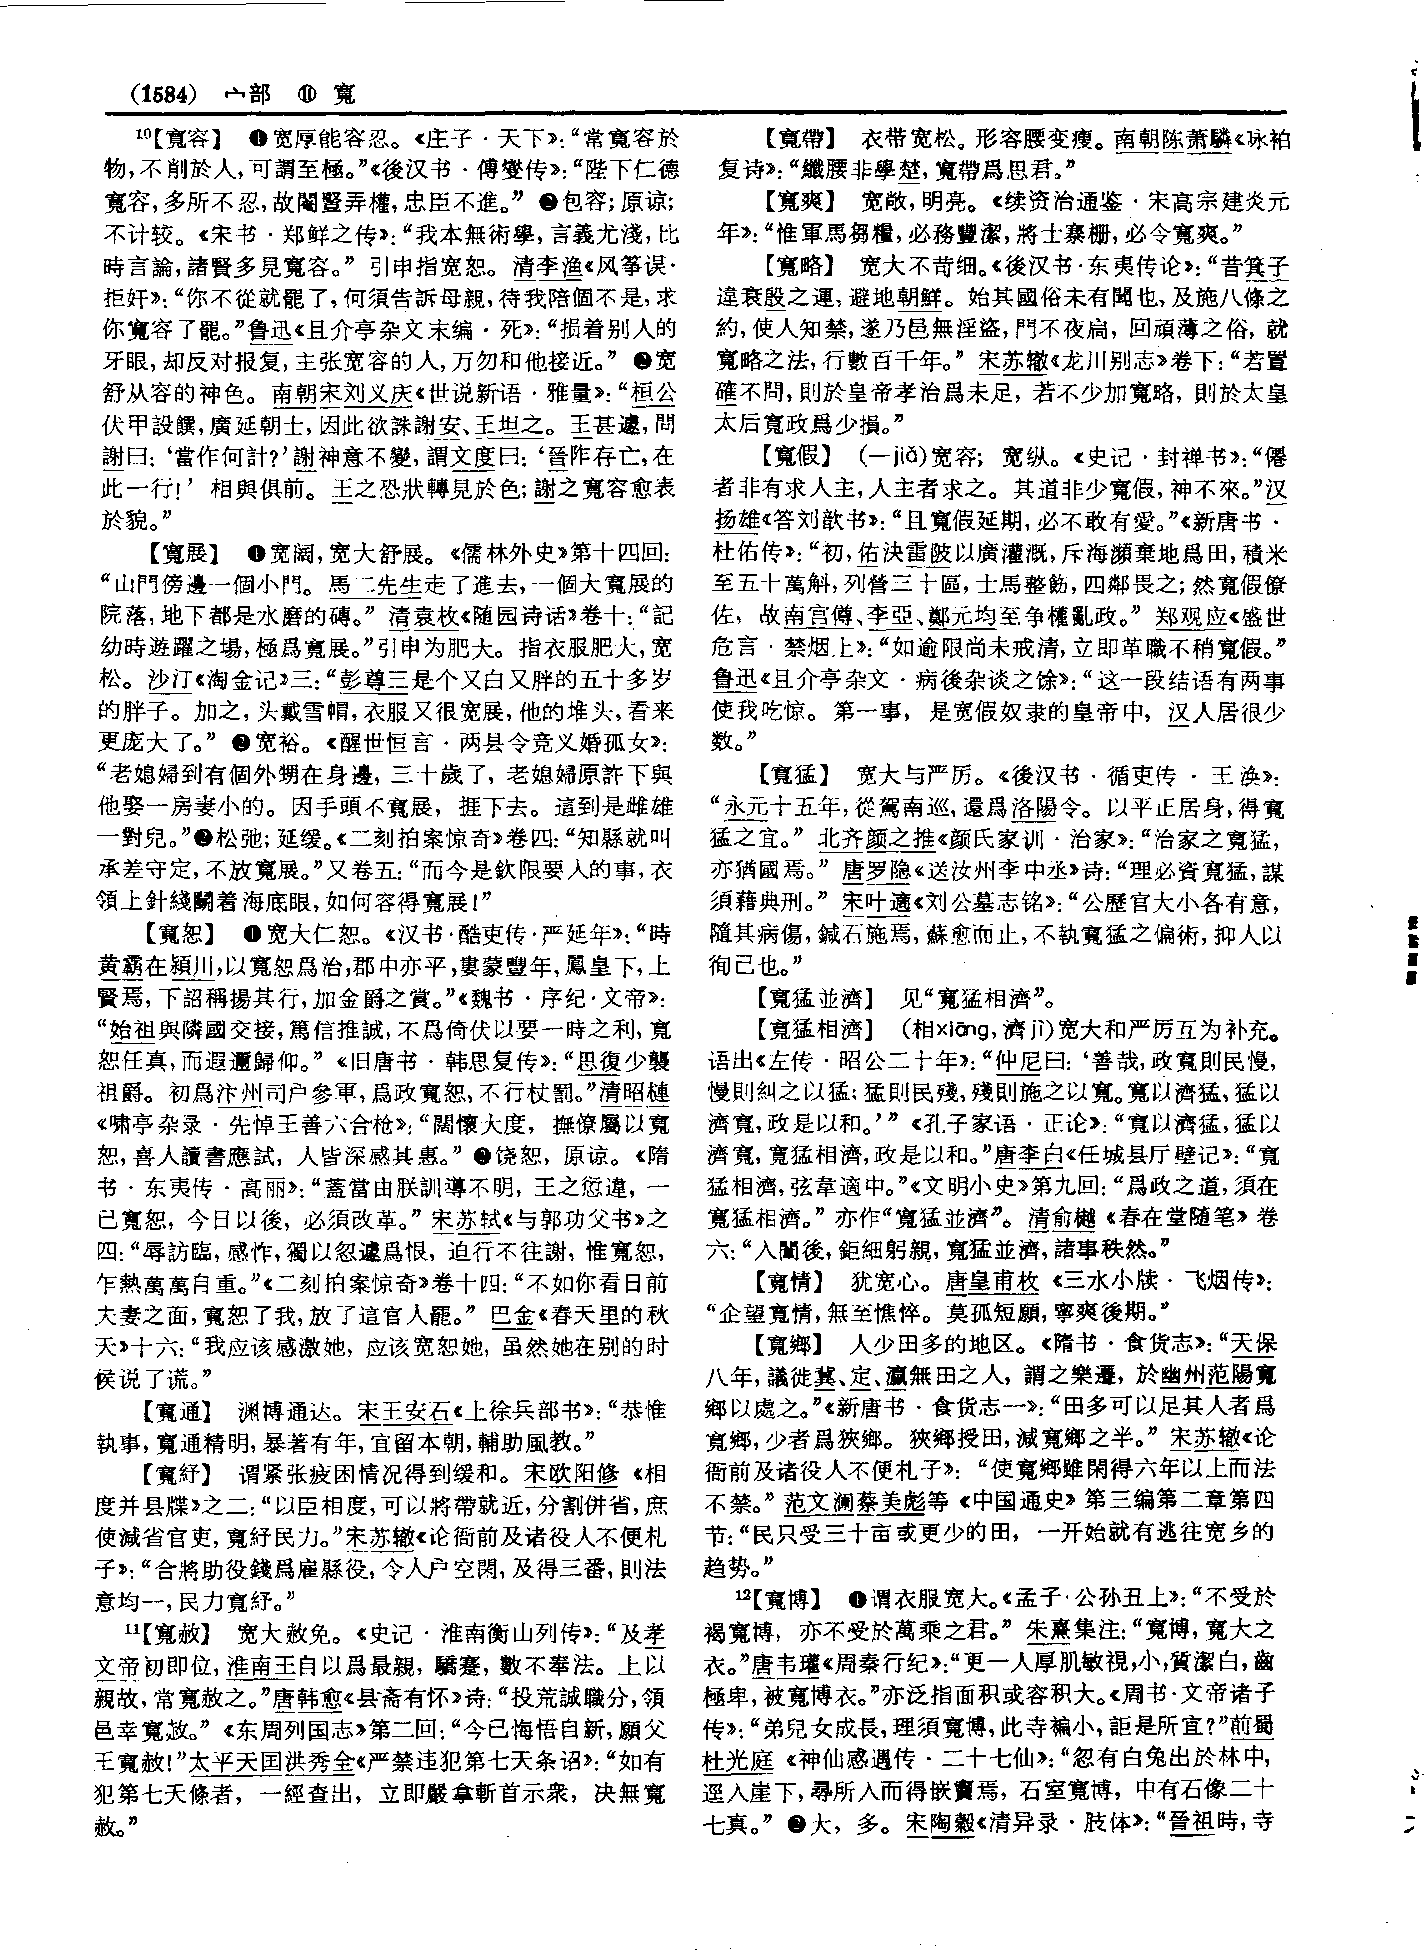 (1584) 宀部 ⑪ 寬
¹⁰【寬容】 ❶宽厚能容忍。《庄子·天下》：“常寬容於
物，不削於人，可謂至極。”《後汉书·傅燮传》：“陛下仁德
寬容，多所不忍，故閹豎弄權，忠臣不進。” ❷包容；原谅；
不计较。《宋书·郑鲜之传》：“我本無術學，言義尤淺，比
時言論，諸賢多見寬容。” 引申指宽恕。清李渔《风筝误·
拒奸》：“你不從就罷了，何須告訴母親，待我陪個不是，求
你寬容了罷。”鲁迅《且介亭杂文末编·死》：“损着别人的
牙眼，却反对报复，主张宽容的人，万勿和他接近。” ❸宽
舒从容的神色。南朝宋刘义庆《世说新语·雅量》：“桓公
伏甲設饌，廣延朝士，因此欲誅謝安、王坦之。王甚遽，問
謝曰：‘當作何計？’謝神意不變，謂文度曰：‘晉阼存亡，在
此一行！’ 相與俱前。王之恐狀轉見於色；謝之寬容愈表
於貌。”
【寬展】 ❶宽阔，宽大舒展。《儒林外史》第十四回：
“山門傍邊一個小門。馬二先生走了進去，一個大寬展的
院落，地下都是水磨的磚。” 清袁枚《随园诗话》卷十：“記
幼時遊躍之場，極爲寬展。”引申为肥大。指衣服肥大，宽
松。沙汀《淘金记》三：“彭尊三是个又白又胖的五十多岁
的胖子。加之，头戴雪帽，衣服又很宽展，他的堆头，看来
更庞大了。” ❷宽裕。《醒世恒言·两县令竞义婚孤女》：
“老媳婦到有個外甥在身邊，三十歲了，老媳婦原許下與
他娶一房妻小的。因手頭不寬展，捱下去。這到是雌雄
一對兒。”❸松弛；延缓。《二刻拍案惊奇》卷四：“知縣就叫
承差守定，不放寬展。”又卷五：“而今是欽限要人的事，衣
領上針綫鬬着海底眼，如何容得寬展！”
【寬恕】 ❶宽大仁恕。《汉书·酷吏传·严延年》：“時
黄霸在潁川，以寬恕爲治，郡中亦平，婁蒙豐年，鳳皇下，上
賢焉，下詔稱揚其行，加金爵之賞。”《魏书·序纪·文帝》：
“始祖與隣國交接，篤信推誠，不爲倚伏以要一時之利，寬
恕任真，而遐邇歸仰。” 《旧唐书·韩思复传》：“思復少襲
祖爵。初爲汴州司户參軍，爲政寬恕，不行杖罰。”清昭槤
《啸亭杂录·先悼王善六合枪》：“闊懷大度，撫僚屬以寬
恕，喜人讀書應試，人皆深感其惠。” ❷饶恕，原谅。《隋
书·东夷传·高丽》：“蓋當由朕訓導不明，王之愆違，一
已寬恕，今日以後，必須改革。” 宋苏轼《与郭功父书》之
四：“辱訪臨，感怍，獨以忽遽爲恨，迫行不往謝，惟寬恕，
乍熱萬萬自重。”《二刻拍案惊奇》卷十四：“不如你看日前
夫妻之面，寬恕了我，放了這官人罷。” 巴金《春天里的秋
天》十六：“我应该感激她，应该宽恕她，虽然她在别的时
候说了谎。”
【寬通】 渊博通达。宋王安石《上徐兵部书》：“恭惟
執事，寬通精明，暴著有年，宜留本朝，輔助風教。”
【寬紓】 谓紧张疲困情况得到缓和。宋欧阳修《相
度并县牒》之二：“以臣相度，可以將帶就近，分割併省，庶
使減省官吏，寬紓民力。”宋苏辙《论衙前及诸役人不便札
子》：“合將助役錢爲雇縣役，令人户空閑，及得三番，則法
意均一，民力寬紓。”
¹¹【寬赦】 宽大赦免。《史记·淮南衡山列传》：“及孝
文帝初即位，淮南王自以爲最親，驕蹇，數不奉法。上以
親故，常寬赦之。”唐韩愈《县斋有怀》诗：“投荒誠職分，領
邑幸寬赦。” 《东周列国志》第二回：“今已悔悟自新，願父
王寬赦！”太平天囯洪秀全《严禁违犯第七天条诏》：“如有
犯第七天條者，一經查出，立即嚴拿斬首示衆，决無寬
赦。”
【寬帶】 衣带宽松。形容腰变瘦。南朝陈萧驎《咏衵
复诗》：“纖腰非學楚，寬帶爲思君。”
【寬爽】 宽敞，明亮。《续资治通鉴·宋高宗建炎元
年》：“惟軍馬芻糧，必務豐潔，將士寨栅，必令寬爽。”
【寬略】 宽大不苛细。《後汉书·东夷传论》：“昔箕子
違衰殷之運，避地朝鮮。始其國俗未有聞也，及施八條之
約，使人知禁，遂乃邑無淫盜，門不夜扃，回頑薄之俗，就
寬略之法，行數百千年。” 宋苏辙《龙川别志》卷下：“若置
確不問，則於皇帝孝治爲未足，若不少加寬略，則於太皇
太后寬政爲少損。”
【寬假】 (一jiǎ)宽容；宽纵。《史记·封禅书》：“僊
者非有求人主，人主者求之。其道非少寬假，神不來。”汉
扬雄《答刘歆书》：“且寬假延期，必不敢有愛。”《新唐书·
杜佑传》：“初，佑決雷陂以廣灌溉，斥海瀕棄地爲田，積米
至五十萬斛，列營三十區，士馬整飭，四鄰畏之；然寬假僚
佐，故南宫僔、李亞、鄭元均至争權亂政。” 郑观应《盛世
危言·禁烟上》：“如逾限尚未戒清，立即革職不稍寬假。”
鲁迅《且介亭杂文·病後杂谈之馀》：“这一段结语有两事
使我吃惊。第一事，是宽假奴隶的皇帝中，汉人居很少
数。”
【寬猛】 宽大与严厉。《後汉书·循吏传·王涣》：
“永元十五年，從駕南巡，還爲洛陽令。以平正居身，得寬
猛之宜。” 北齐颜之推《颜氏家训·治家》：“治家之寬猛，
亦猶國焉。” 唐罗隐《送汝州李中丞》诗：“理必資寬猛，謀
須藉典刑。” 宋叶適《刘公墓志铭》：“公歷官大小各有意，
隨其病傷，鍼石施焉，蘇愈而止，不執寬猛之偏術，抑人以
徇己也。”
【寬猛並濟】 见“寬猛相濟”。
【寬猛相濟】 (相xiāng，濟jì)宽大和严厉互为补充。
语出《左传·昭公二十年》：“仲尼曰：‘善哉，政寬則民慢，
慢則糾之以猛；猛則民殘，殘則施之以寬。寬以濟猛，猛以
濟寬，政是以和。’” 《孔子家语·正论》：“寬以濟猛，猛以
濟寬，寬猛相濟，政是以和。”唐李白《任城县厅壁记》：“寬
猛相濟，弦韋適中。”《文明小史》第九回：“爲政之道，須在
寬猛相濟。” 亦作“寬猛並濟”。清俞樾《春在堂随笔》卷
六：“入闈後，鉅細躬親，寬猛並濟，諸事秩然。”
【寬情】 犹宽心。唐皇甫枚《三水小牍·飞烟传》：
“企望寬情，無至憔悴。莫孤短願，寧爽後期。”
【寬鄉】 人少田多的地区。《隋书·食货志》：“天保
八年，議徙冀、定、瀛無田之人，謂之樂遷，於幽州范陽寬
鄉以處之。”《新唐书·食货志一》：“田多可以足其人者爲
寬鄉，少者爲狹鄉。狹鄉授田，減寬鄉之半。” 宋苏辙《论
衙前及诸役人不便札子》：“使寬鄉雖閑得六年以上而法
不禁。” 范文澜蔡美彪等《中国通史》第三编第二章第四
节：“民只受三十亩或更少的田，一开始就有逃往宽乡的
趋势。”
¹²【寬博】 ❶谓衣服宽大。《孟子·公孙丑上》：“不受於
褐寬博，亦不受於萬乘之君。” 朱熹集注：“寬博，寬大之
衣。”唐韦瓘《周秦行纪》：“更一人厚肌敏視，小，質潔白，齒
極卑，被寬博衣。”亦泛指面积或容积大。《周书·文帝诸子
传》：“弟兒女成長，理須寬博，此寺褊小，詎是所宜？”前蜀
杜光庭《神仙感遇传·二十七仙》：“忽有白兔出於林中，
逕入崖下，尋所入而得嵌竇焉，石室寬博，中有石像二十
七真。” ❷大，多。宋陶穀《清异录·肢体》：“晉祖時，寺